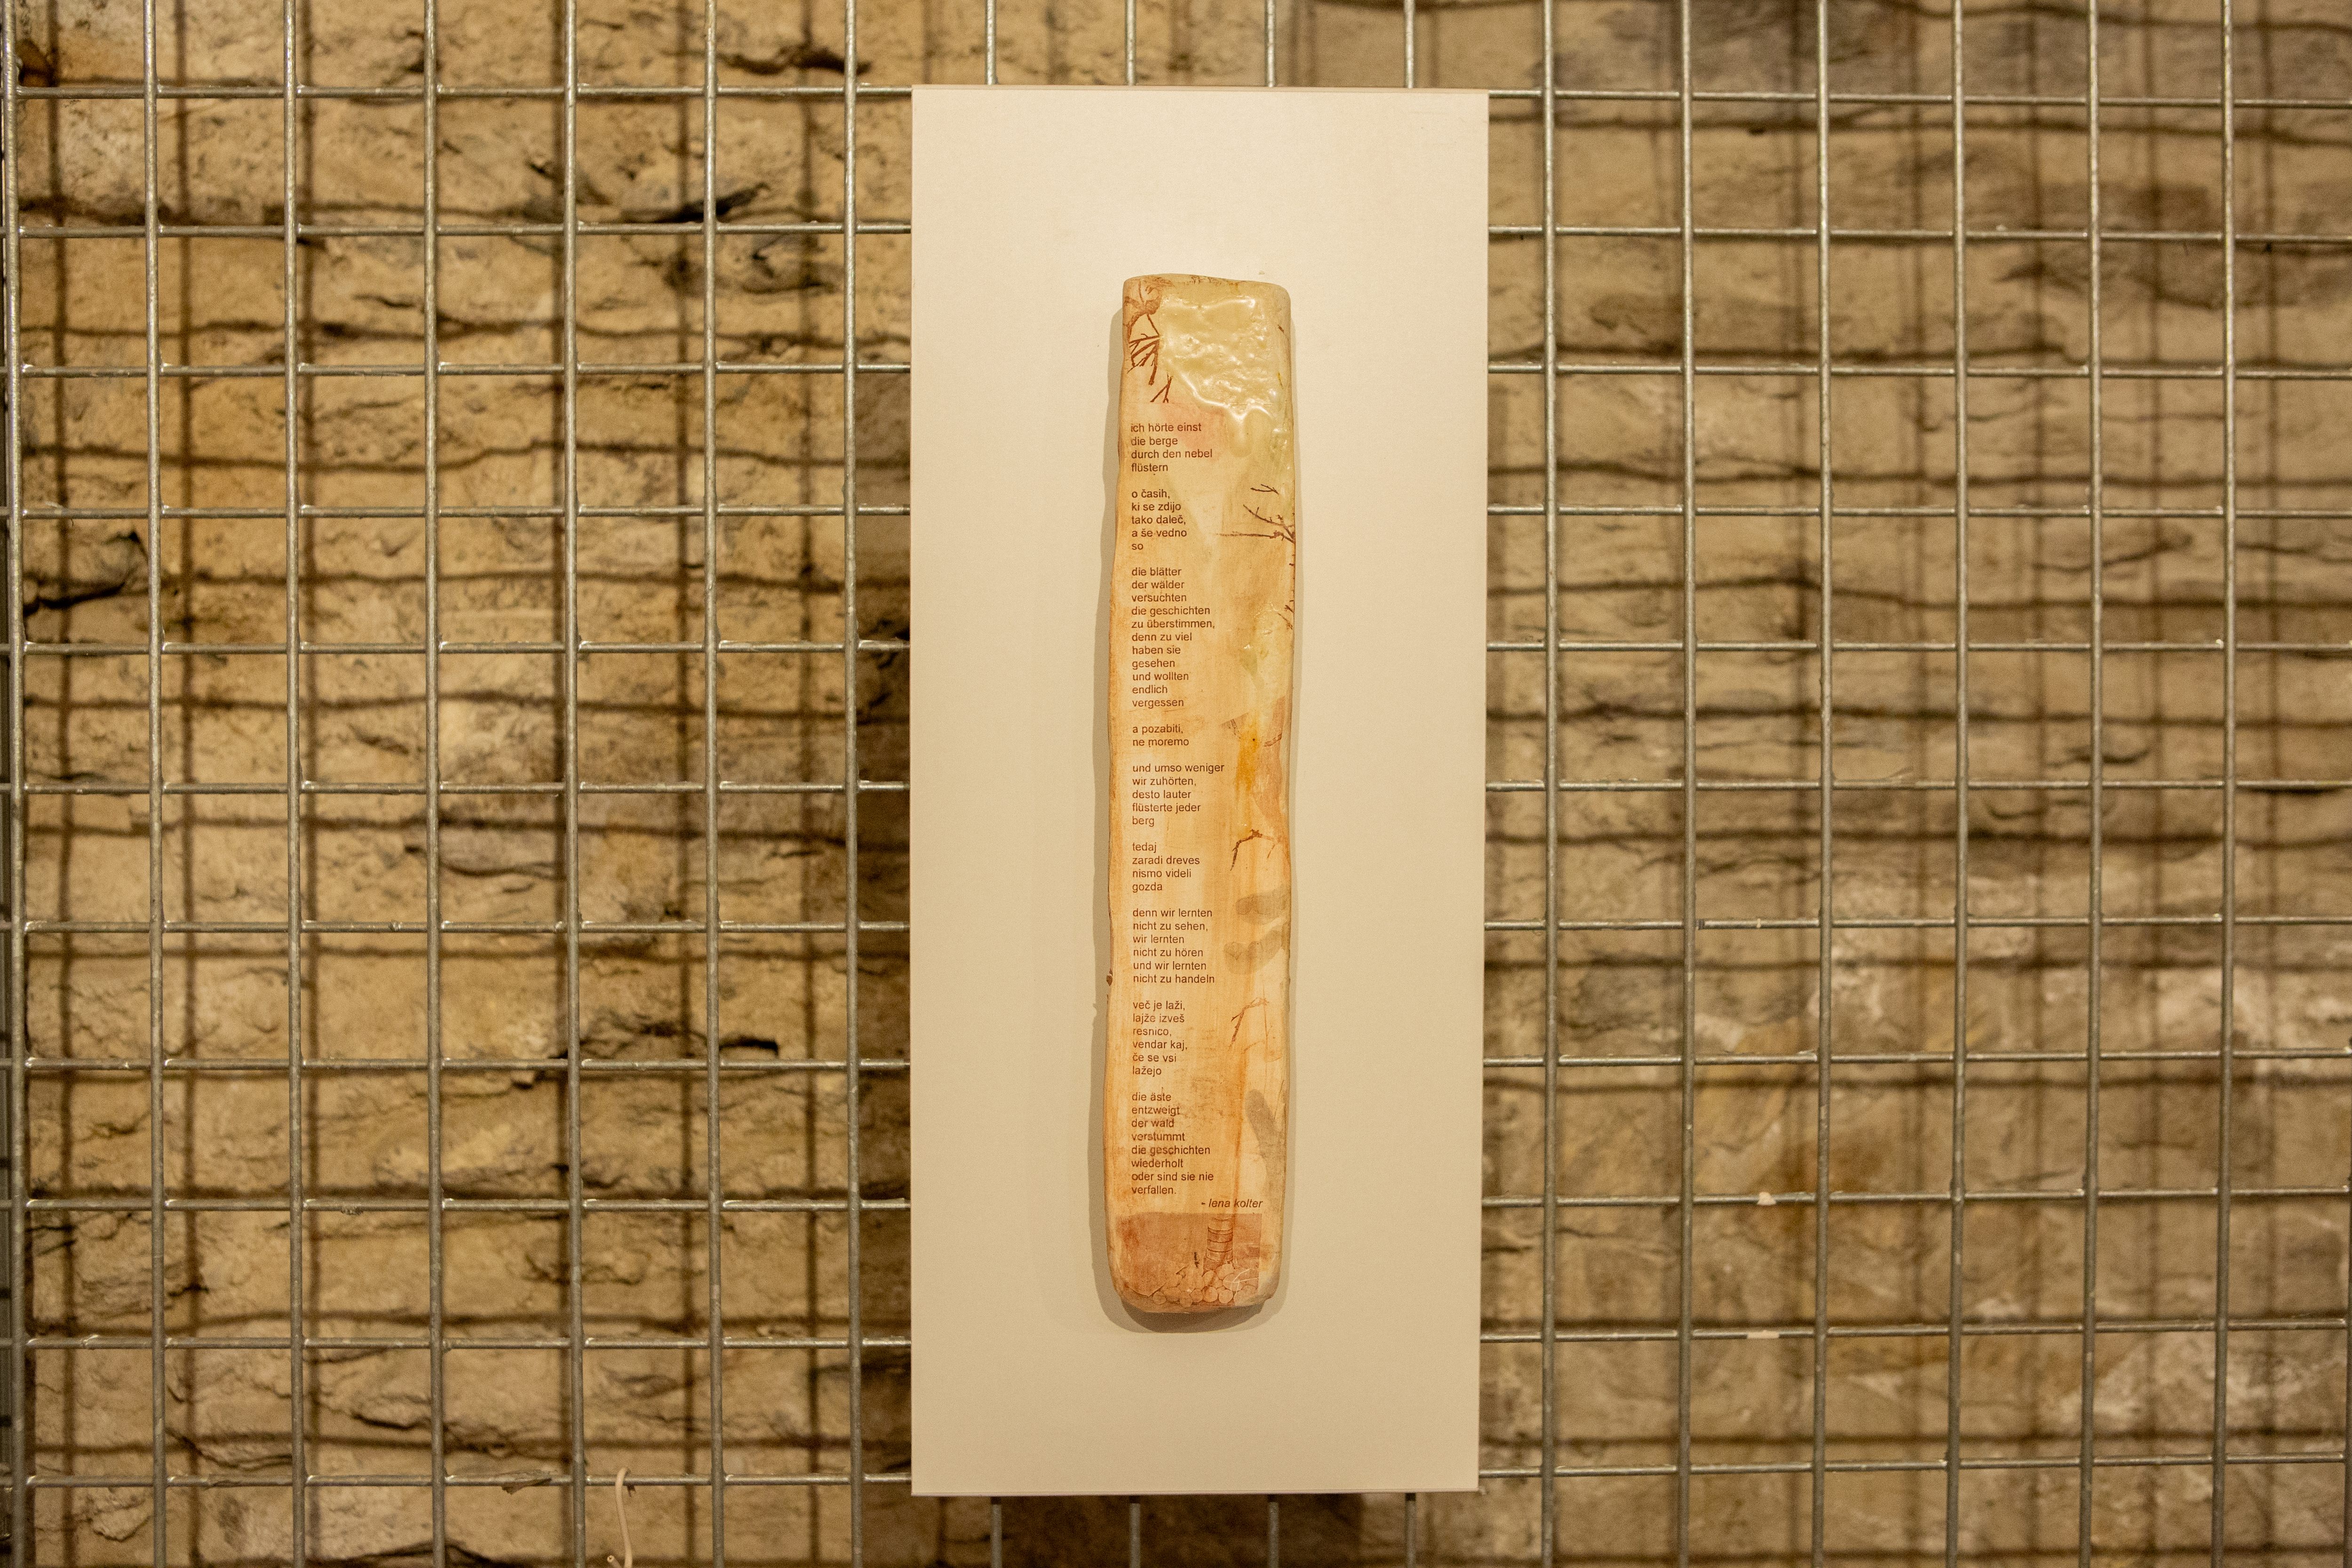 ich hörte einst
die berge
durch den nebel
flüstern
o časih,
ki se zdijo
tako daleč,
a še vedno
so
die blätter
der wälder
versuchten
die geschichten
zu überstimmen,
denn zu viel
haben sie
gesehen
und wollten
endlich
vergessen
a pozabiti,
ne moremo
und umso weniger
wir zuhörten,
desto lauter
flüsterte jeder
berg
tedaj
zaradi dreves
nismo videli
gozda
denn wir lernten
nicht zu sehen,
wir lernten
nicht zu hören
und wir lernten
nicht zu handeln
več je laži,
lajže izveš
resnico,
vendar kaj,
če se vsi
lažejo
die äste
entzweigt
der wald
verstummt
die geschichten
wiederholt
oder sind sie nie
verfallen.
- lena kolter